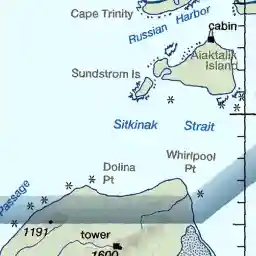 Cape Trinity
Russian Harbor
cabin
Aiaktalik
Island
Sundstrom Is
Sitkinak Strait
Whirlpool
Pt
Dolina
Pt
Passage
1191
tower
1600